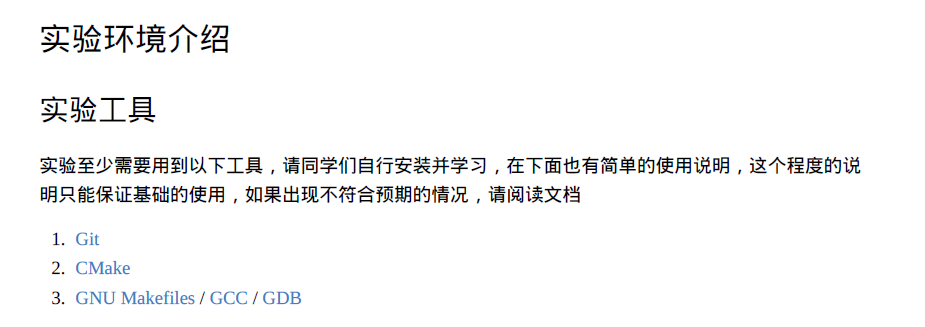 实验环境介绍
实验工具
实验至少需要用到以下工具，请同学们自行安装并学习，在下面也有简单的使用说明，这个程度的说
明只能保证基础的使用，如果出现不符合预期的情况，请阅读文档
1. Git
2. CMake
3. GNU Makefiles / GCC / GDB